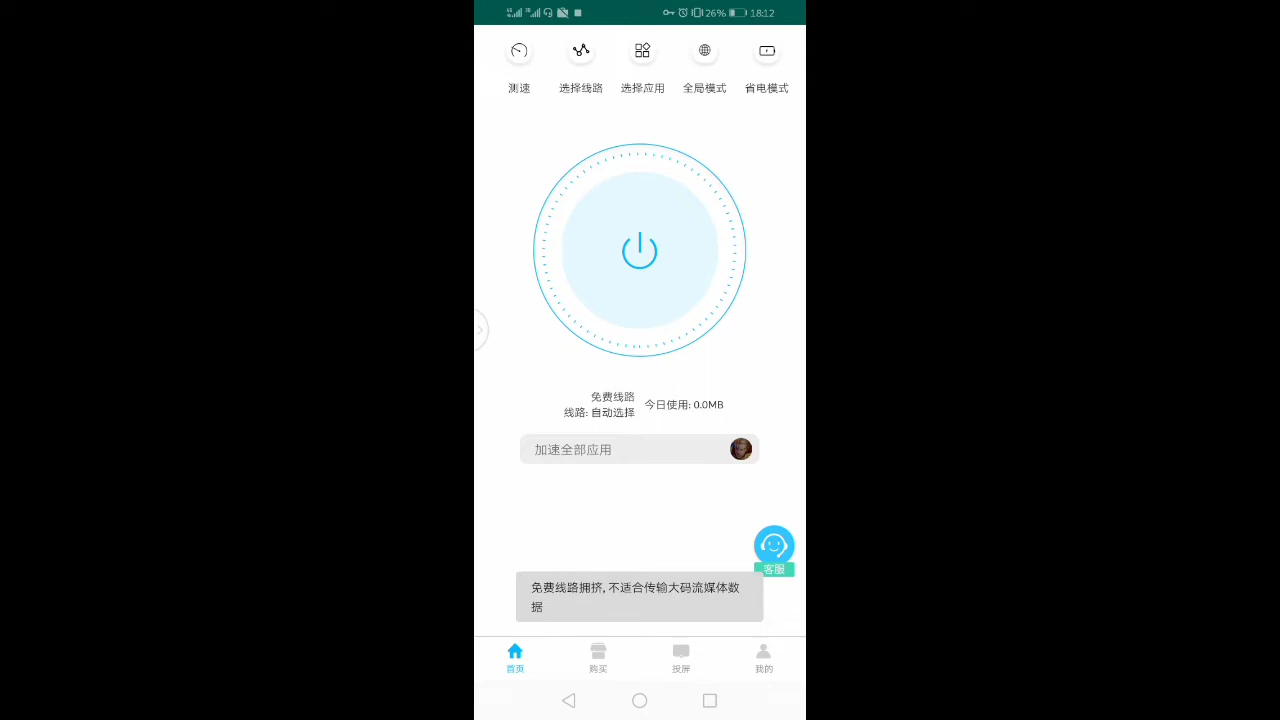 26% 18:12
测速 选择线路 选择应用 全局模式 省电模式
免费线路
线路: 自动选择
今日使用: 0.0MB
加速全部应用
客服
免费线路拥挤, 不适合传输大码流媒体数
据
首页 购买 投屏 我的